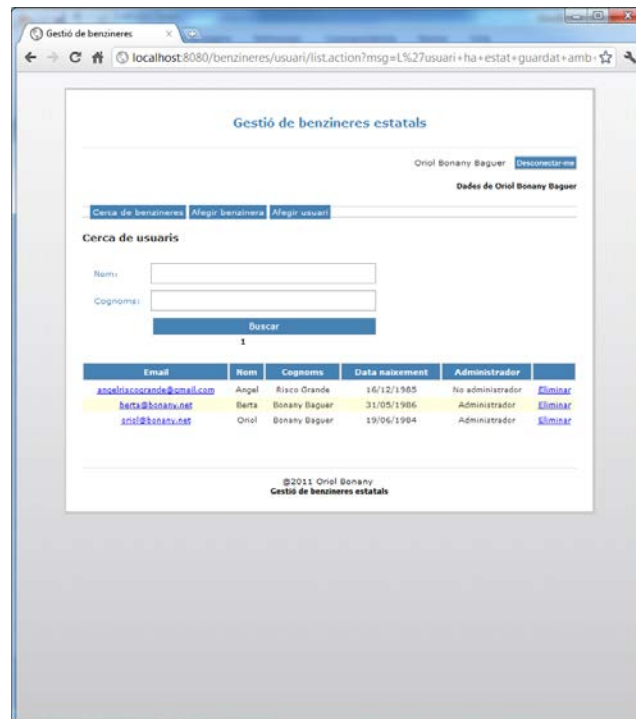 Gestió de benzineres
localhost:8080/benzineres/usuari/list.action?msg=L%27usuari+ha+estat+guardat+amb+
Gestió de benzineres estatals
Oriol Bonany Baguer Desconectar-me
Dades de Oriol Bonany Baguer
Cerca de benzineres Afegir benzinera Afegir usuari
Cerca de usuaris
Nom:
Cognoms:
Buscar
1
Email Nom Cognoms Data naixement Administrador
angelriscogrande@gmail.com Angel Risco Grande 16/12/1985 No administrador Eliminar
berta@bonany.net Berta Bonany Baguer 31/05/1986 Administrador Eliminar
oriol@bonany.net Oriol Bonany Baguer 19/06/1984 Administrador Eliminar
@2011 Oriol Bonany
Gestió de benzineres estatals